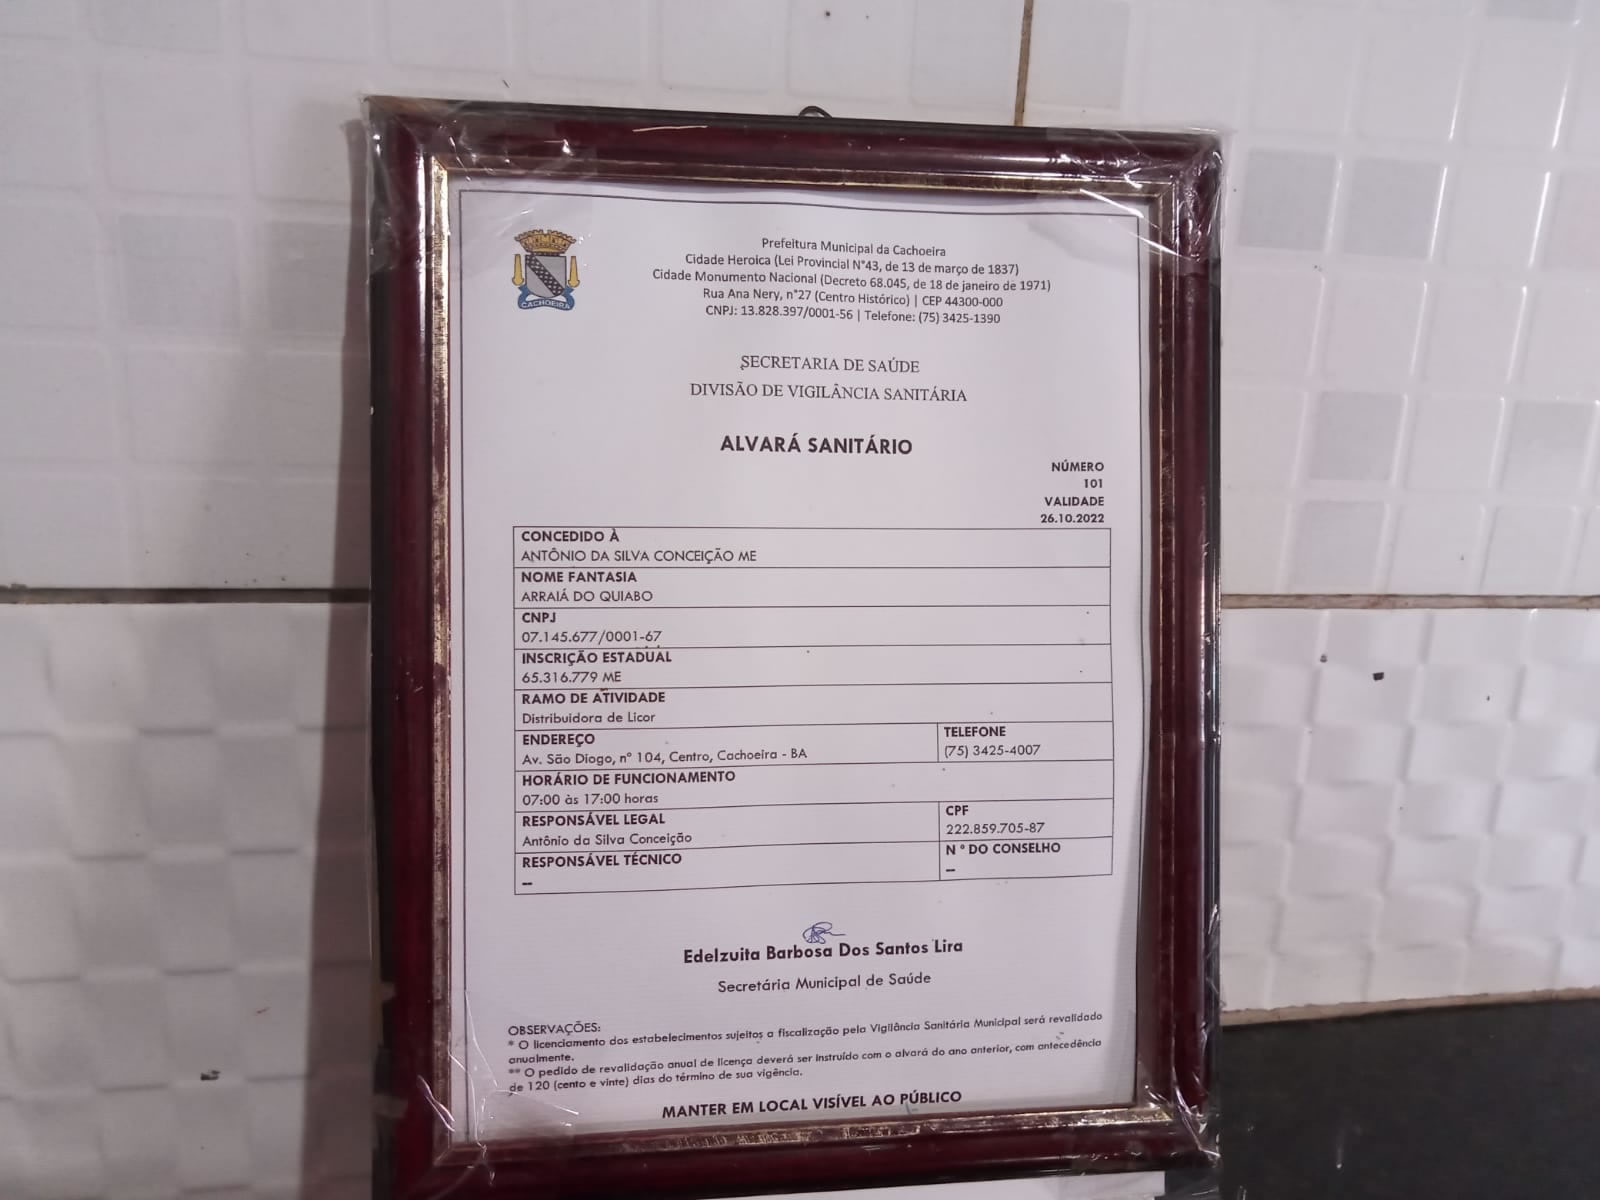 CACHOEIRA
Prefeitura Municipal da Cachoeira
Cidade Heroica (Lei Provincial N°43, de 13 de março de 1837)
Cidade Monumento Nacional (Decreto 68.045, de 18 de janeiro de 1971)
Rua Ana Nery, n°27 (Centro Histórico) | CEP 44300-000
CNPJ: 13.828.397/0001-56 | Telefone: (75) 3425-1390
SECRETARIA DE SAÚDE
DIVISÃO DE VIGILÂNCIA SANITÁRIA
ALVARÁ SANITÁRIO
NÚMERO
101
VALIDADE
26.10.2022
CONCEDIDO À
ANTÔNIO DA SILVA CONCEIÇÃO ME
NOME FANTASIA
ARRAIÁ DO QUIABO
CNPJ
07.145.677/0001-67
INSCRIÇÃO ESTADUAL
65.316.779 ME
RAMO DE ATIVIDADE
Distribuidora de Licor
ENDEREÇO
Av. São Diogo, nº 104, Centro, Cachoeira - BA
TELEFONE
(75) 3425-4007
HORÁRIO DE FUNCIONAMENTO
07:00 às 17:00 horas
RESPONSÁVEL LEGAL
Antônio da Silva Conceição
CPF
222.859.705-87
RESPONSÁVEL TÉCNICO
--
N º DO CONSELHO
--
Edelzuita Barbosa Dos Santos Lira
Secretária Municipal de Saúde
OBSERVAÇÕES:
* O licenciamento dos estabelecimentos sujeitos a fiscalização pela Vigilância Sanitária Municipal será revalidado
anualmente.
** O pedido de revalidação anual de licença deverá ser instruído com o alvará do ano anterior, com antecedência
de 120 (cento e vinte) dias do término de sua vigência.
MANTER EM LOCAL VISÍVEL AO PÚBLICO